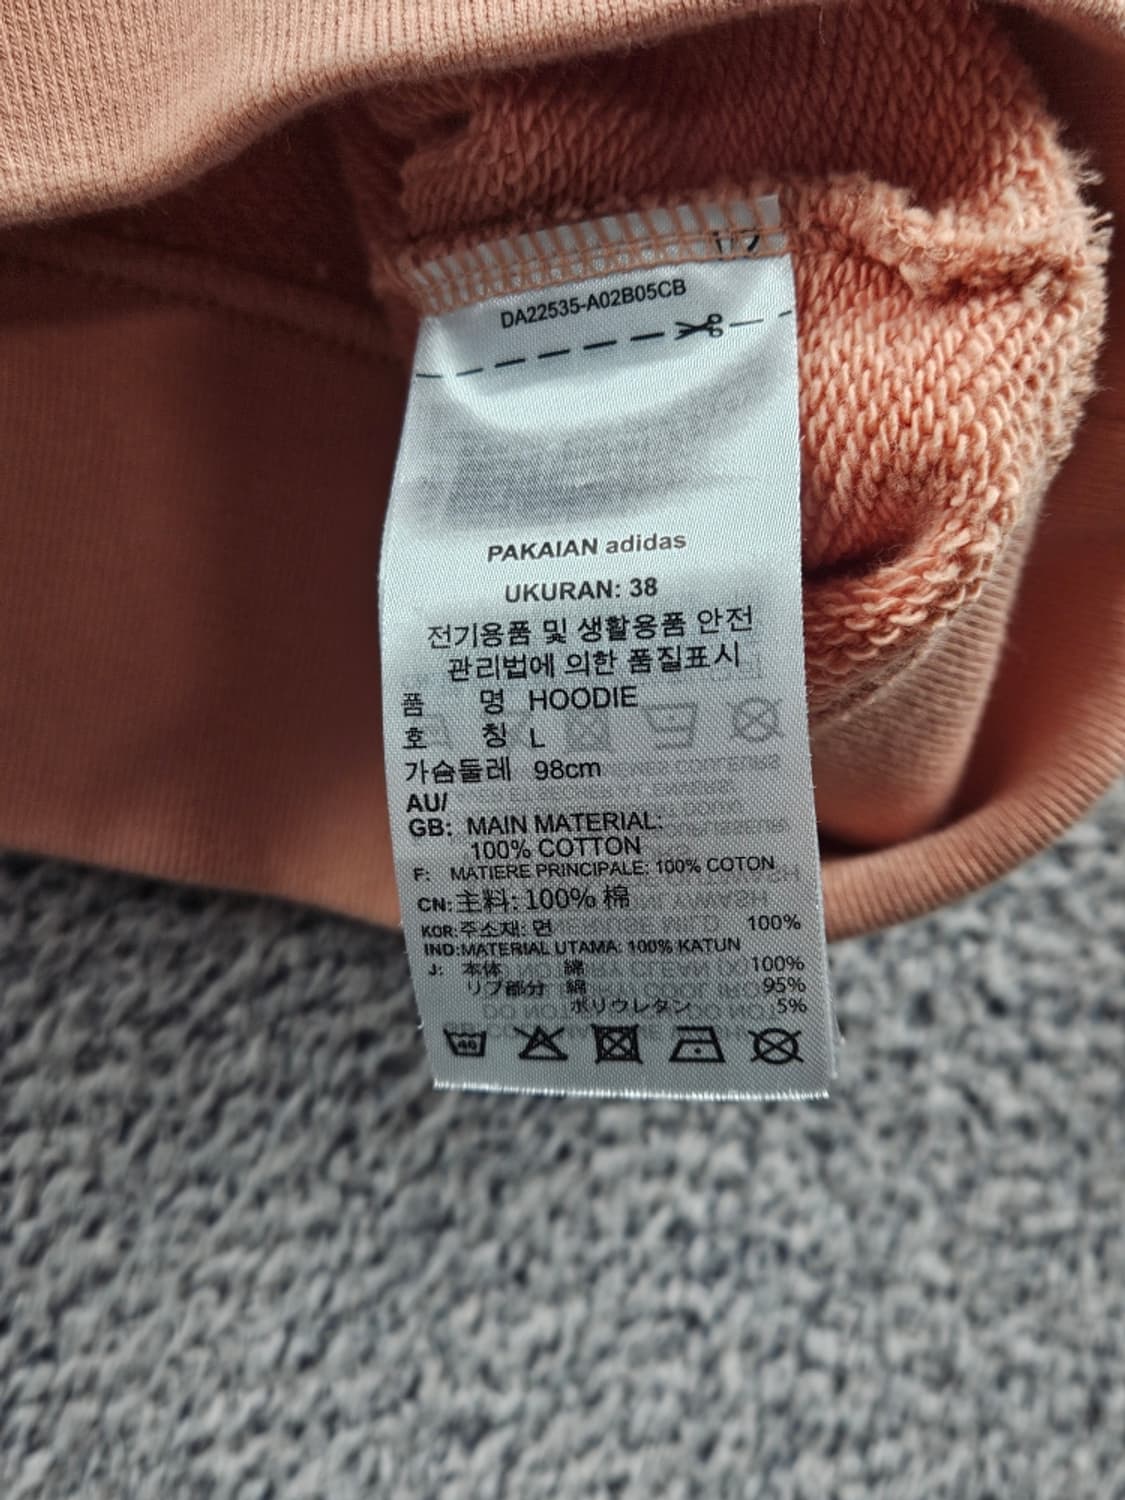 DA22535-A02B05CB
PAKAIAN adidas
UKURAN: 38
전기용품 및 생활용품 안전
관리법에 의한 품질표시
품 명 HOODIE
호 칭 L
가슴둘레 98cm
AU/
GB: MAIN MATERIAL:
100% COTTON
F: MATIERE PRINCIPALE: 100% COTON
CN: 主料: 100% 棉
KOR: 주소재: 면 100%
IND: MATERIAL UTAMA: 100% KATUN
J: 本体 綿 100%
リブ部分 綿 95%
ポリウレタン 5%
40